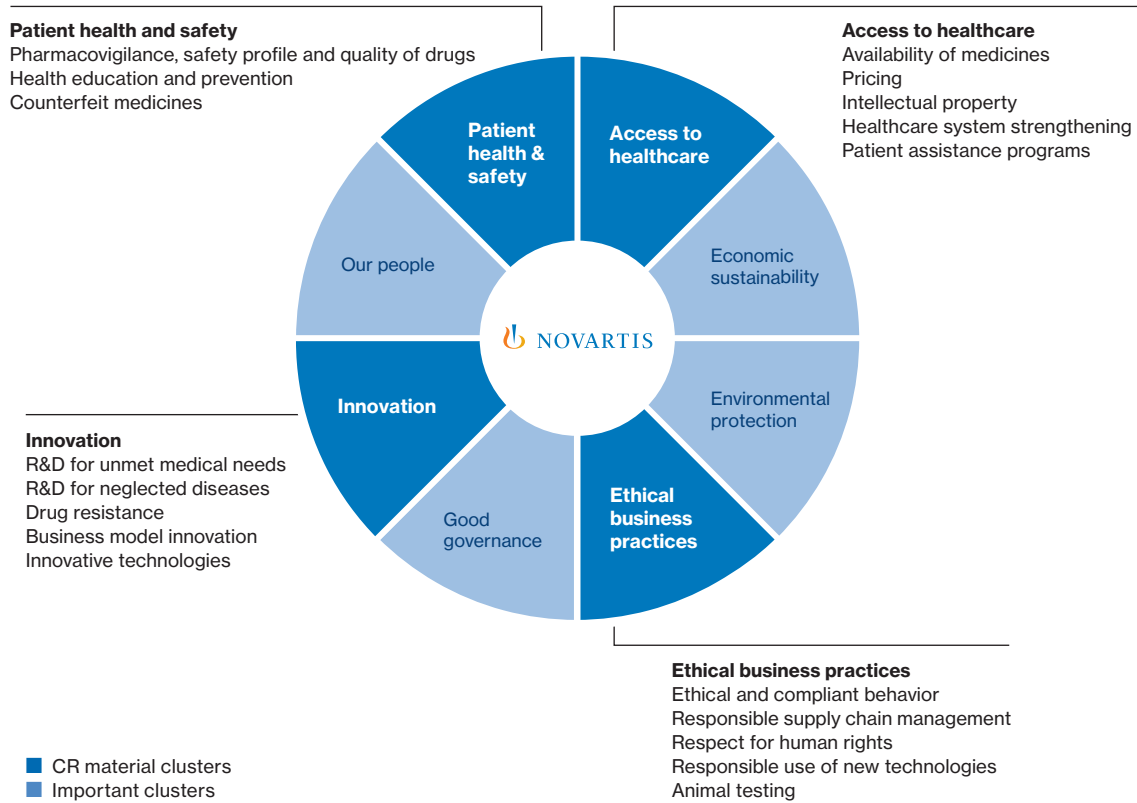 Patient health and safety
Pharmacovigilance, safety profile and quality of drugs
Health education and prevention
Counterfeit medicines
Access to healthcare
Availability of medicines
Pricing
Intellectual property
Healthcare system strengthening
Patient assistance programs
Patient
health &
safety
Access to
healthcare
Our people
Economic
sustainability
NOVARTIS
Innovation
Environmental
protection
Good
governance
Ethical
business
practices
Innovation
R&D for unmet medical needs
R&D for neglected diseases
Drug resistance
Business model innovation
Innovative technologies
Ethical business practices
Ethical and compliant behavior
Responsible supply chain management
Respect for human rights
Responsible use of new technologies
Animal testing
CR material clusters
Important clusters